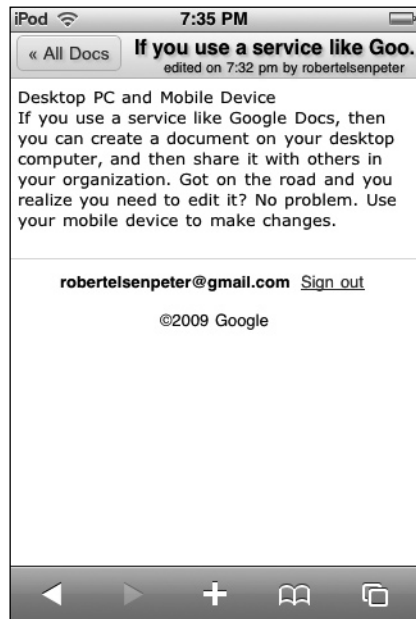 iPod 7:35 PM
« All Docs If you use a service like Goo.
edited on 7:32 pm by robertelsenpeter
Desktop PC and Mobile Device
If you use a service like Google Docs, then
you can create a document on your desktop
computer, and then share it with others in
your organization. Got on the road and you
realize you need to edit it? No problem. Use
your mobile device to make changes.
robertelsenpeter@gmail.com Sign out
©2009 Google